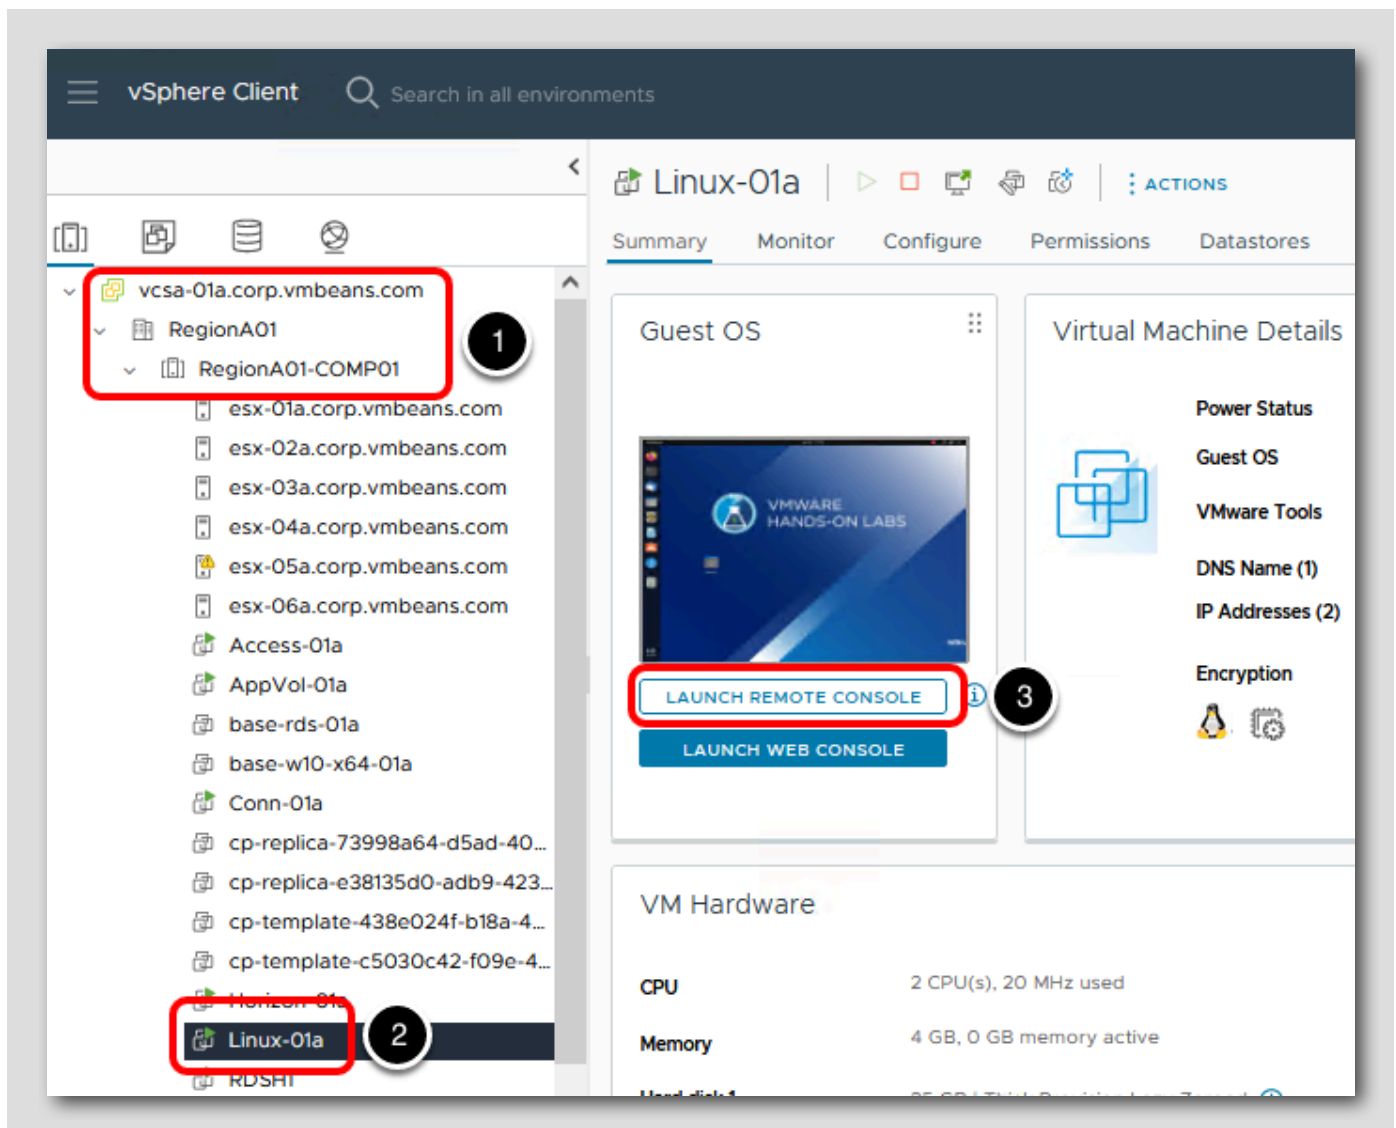 vSphere Client
Search in all environments
Linux-01a
ACTIONS
Summary Monitor Configure Permissions Datastores
vcsa-01a.corp.vmbeans.com
RegionA01
RegionA01-COMP01
1
esx-01a.corp.vmbeans.com
esx-02a.corp.vmbeans.com
esx-03a.corp.vmbeans.com
esx-04a.corp.vmbeans.com
esx-05a.corp.vmbeans.com
esx-06a.corp.vmbeans.com
Access-01a
AppVol-01a
base-rds-01a
base-w10-x64-01a
Conn-01a
cp-replica-73998a64-d5ad-40...
cp-replica-e38135d0-adb9-423...
cp-template-438e024f-b18a-4...
cp-template-c5030c42-f09e-4...
Horizon-01a
Linux-01a
2
RDSH1
Guest OS
VMWARE
HANDS-ON LABS
LAUNCH REMOTE CONSOLE
3
LAUNCH WEB CONSOLE
Virtual Machine Details
Power Status
Guest OS
VMware Tools
DNS Name (1)
IP Addresses (2)
Encryption
VM Hardware
CPU 2 CPU(s), 20 MHz used
Memory 4 GB, 0 GB memory active
Hard disk 1